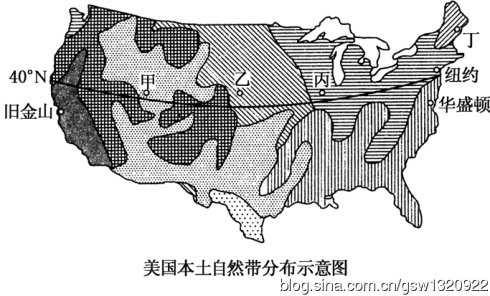 丁
40°N
甲
乙
丙
纽约
旧金山
华盛顿
美国本土自然带分布示意图
blog.sina.com.cn/gsw1320922